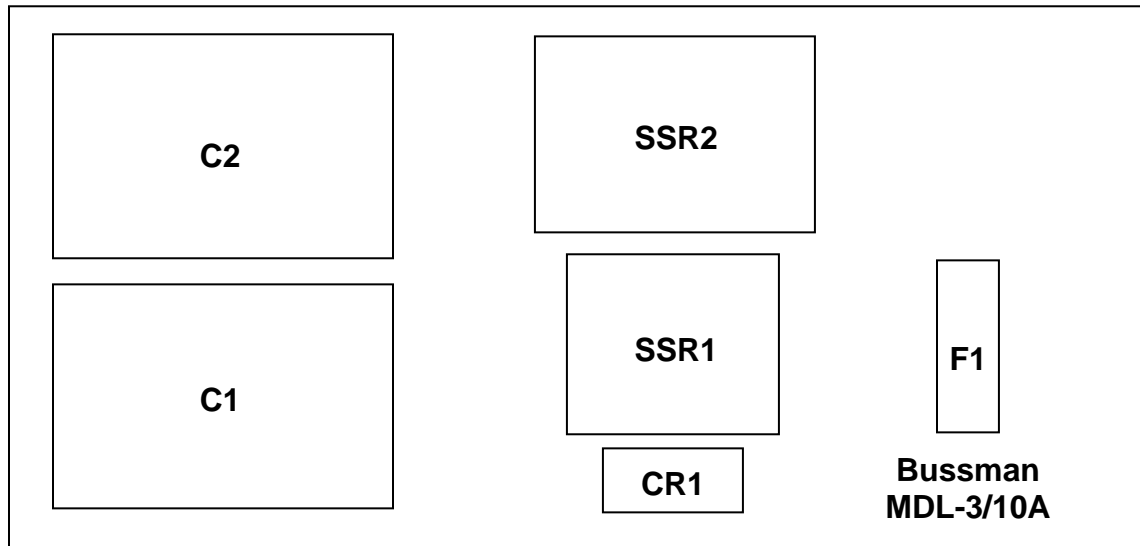 C2
SSR2
SSR1
F1
C1
CR1
Bussman
MDL-3/10A